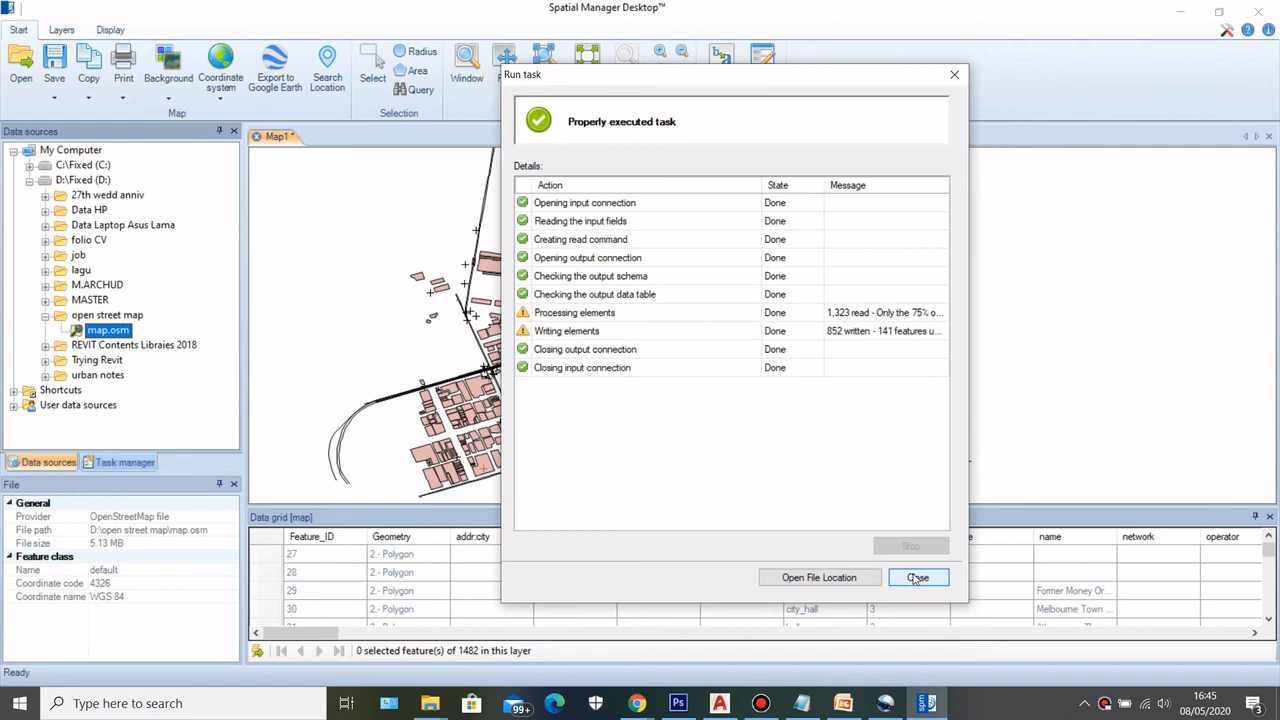 Spatial Manager Desktop™
Start Layers Display
Open Save Copy Print Background Coordinate system Export to Google Earth Search Location
Map
Select Radius Area Query
Selection
Window
Data sources
My Computer
C:\Fixed (C:)
D:\Fixed (D:)
27th wedd anniv
Data HP
Data Laptop Asus Lama
folio CV
job
lagu
M.ARCHUD
MASTER
open street map
map.osm
REVIT Contents Libraies 2018
Trying Revit
urban notes
Shortcuts
User data sources
Data sources Task manager
File
General
Provider OpenStreetMap file
File path D:\open street map\map.osm
File size 5.13 MB
Feature class
Name default
Coordinate code 4326
Coordinate name WGS 84
Map1 *
Run task
Properly executed task
Details:
Action State Message
Opening input connection Done
Reading the input fields Done
Creating read command Done
Opening output connection Done
Checking the output schema Done
Checking the output data table Done
Processing elements Done 1,323 read - Only the 75% o...
Writing elements Done 852 written - 141 features u...
Closing output connection Done
Closing input connection Done
Stop
Open File Location Close
Data grid [map]
Feature_ID Geometry addr:city name network operator
27 2.- Polygon
28 2.- Polygon
29 2.- Polygon Former Money Or...
30 2.- Polygon city_hall 3 Melbourne Town ...
0 selected feature(s) of 1482 in this layer
Ready
Type here to search
99+
16:45
08/05/2020
3